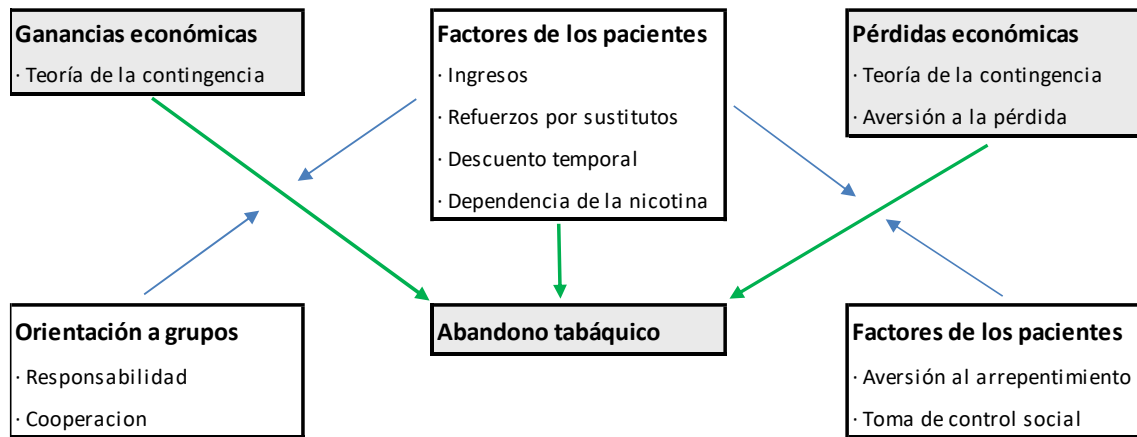 Ganancias económicas
· Teoría de la contingencia
Factores de los pacientes
· Ingresos
· Refuerzos por sustitutos
· Descuento temporal
· Dependencia de la nicotina
Pérdidas económicas
· Teoría de la contingencia
· Aversión a la pérdida
Orientación a grupos
· Responsabilidad
· Cooperacion
Abandono tabáquico
Factores de los pacientes
· Aversión al arrepentimiento
· Toma de control social